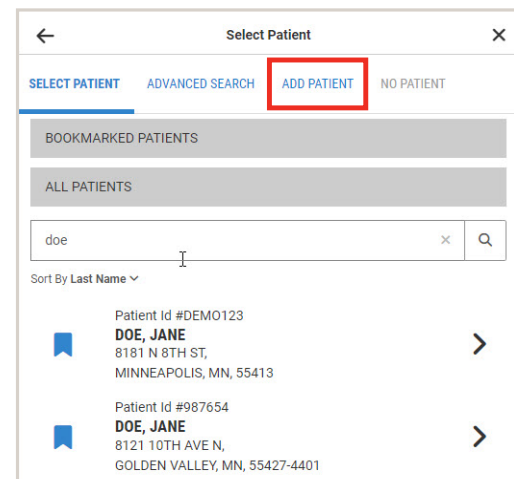 Select Patient
SELECT PATIENT ADVANCED SEARCH ADD PATIENT NO PATIENT
BOOKMARKED PATIENTS
ALL PATIENTS
doe
Sort By Last Name
Patient Id #DEMO123
DOE, JANE
8181 N 8TH ST,
MINNEAPOLIS, MN, 55413
Patient Id #987654
DOE, JANE
8121 10TH AVE N,
GOLDEN VALLEY, MN, 55427-4401